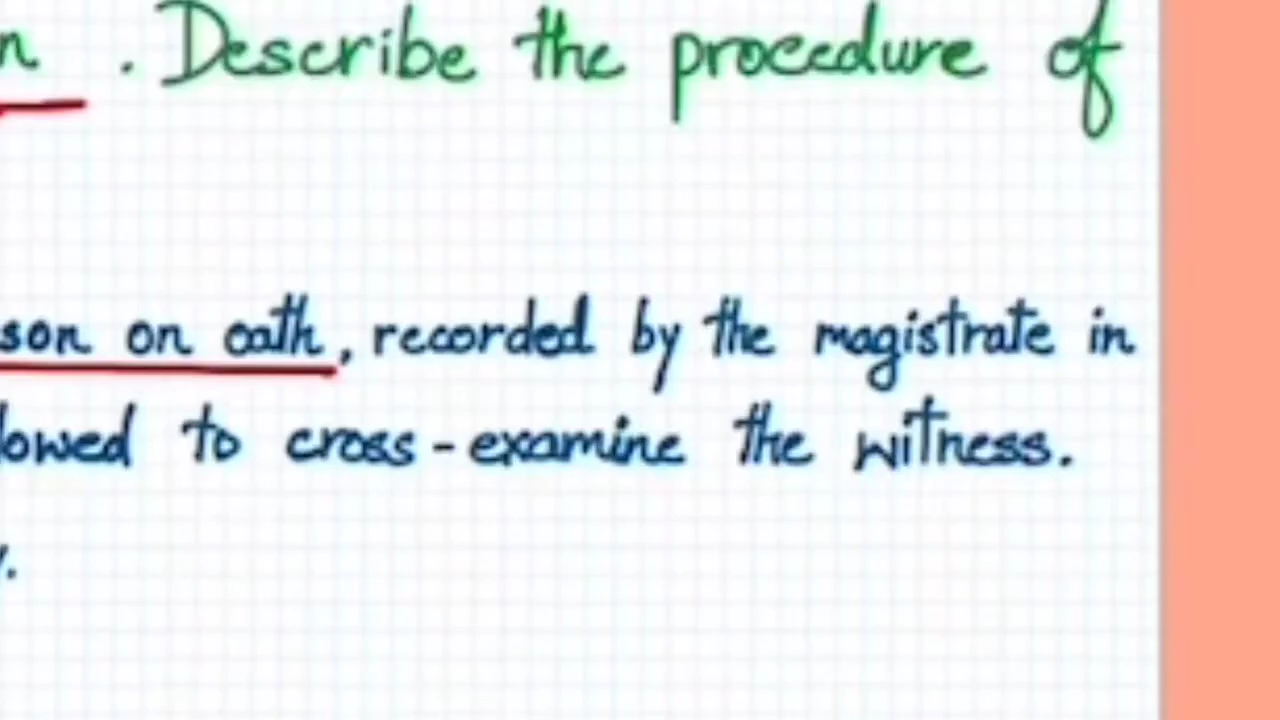 n . Describe the procedure of
son on oath, recorded by the magistrate in
lowed to cross-examine the witness.
y.